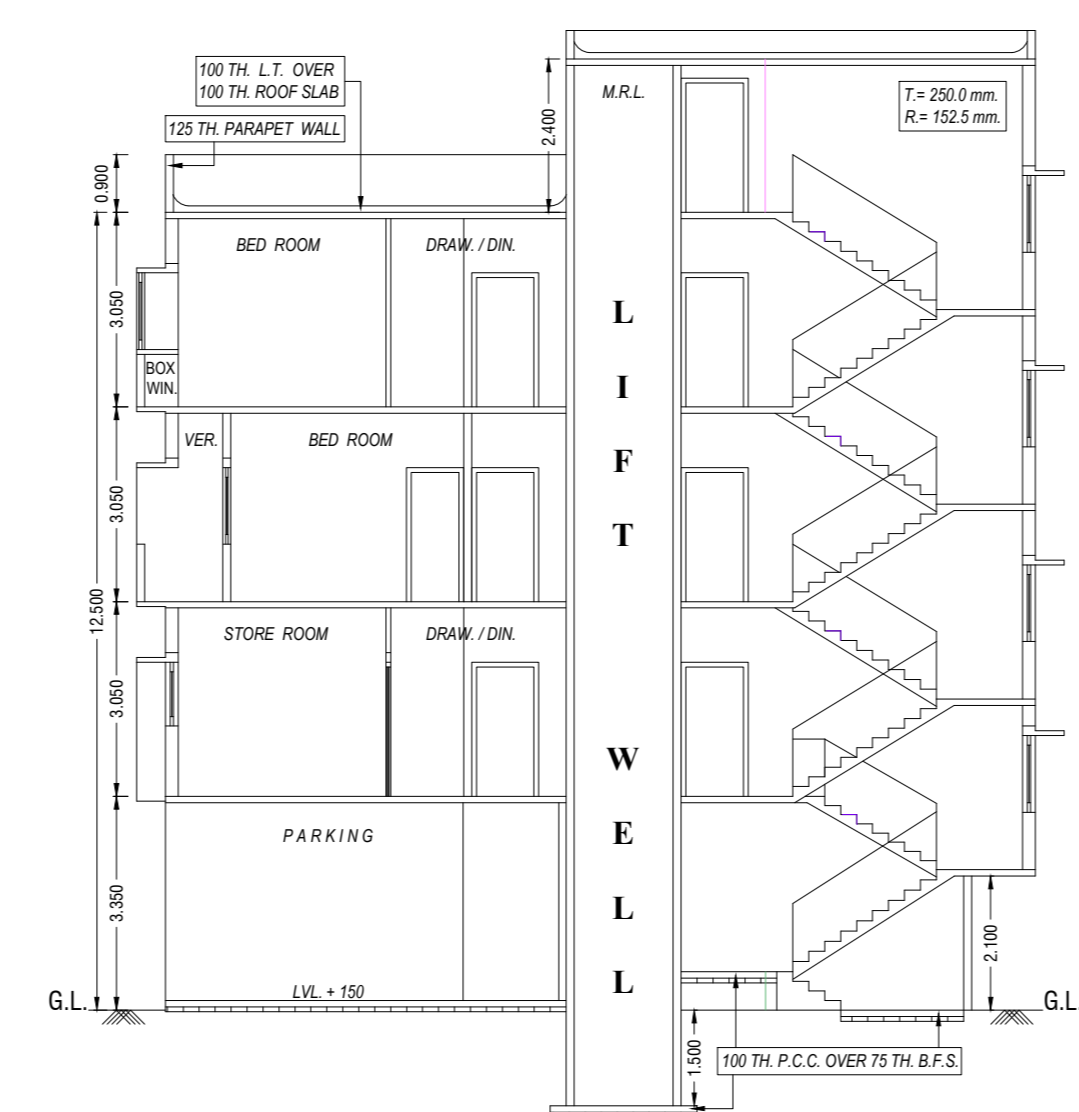 100 TH. L.T. OVER
100 TH. ROOF SLAB
125 TH. PARAPET WALL
M.R.L.
T.= 250.0 mm.
R.= 152.5 mm.
2.400
0.900
BED ROOM
DRAW. / DIN.
3.050
BOX
WIN.
VER.
BED ROOM
3.050
12.500
STORE ROOM
DRAW. / DIN.
3.050
PARKING
3.350
LVL. + 150
L
I
F
T
W
E
L
L
2.100
G.L.
G.L.
1.500
100 TH. P.C.C. OVER 75 TH. B.F.S.